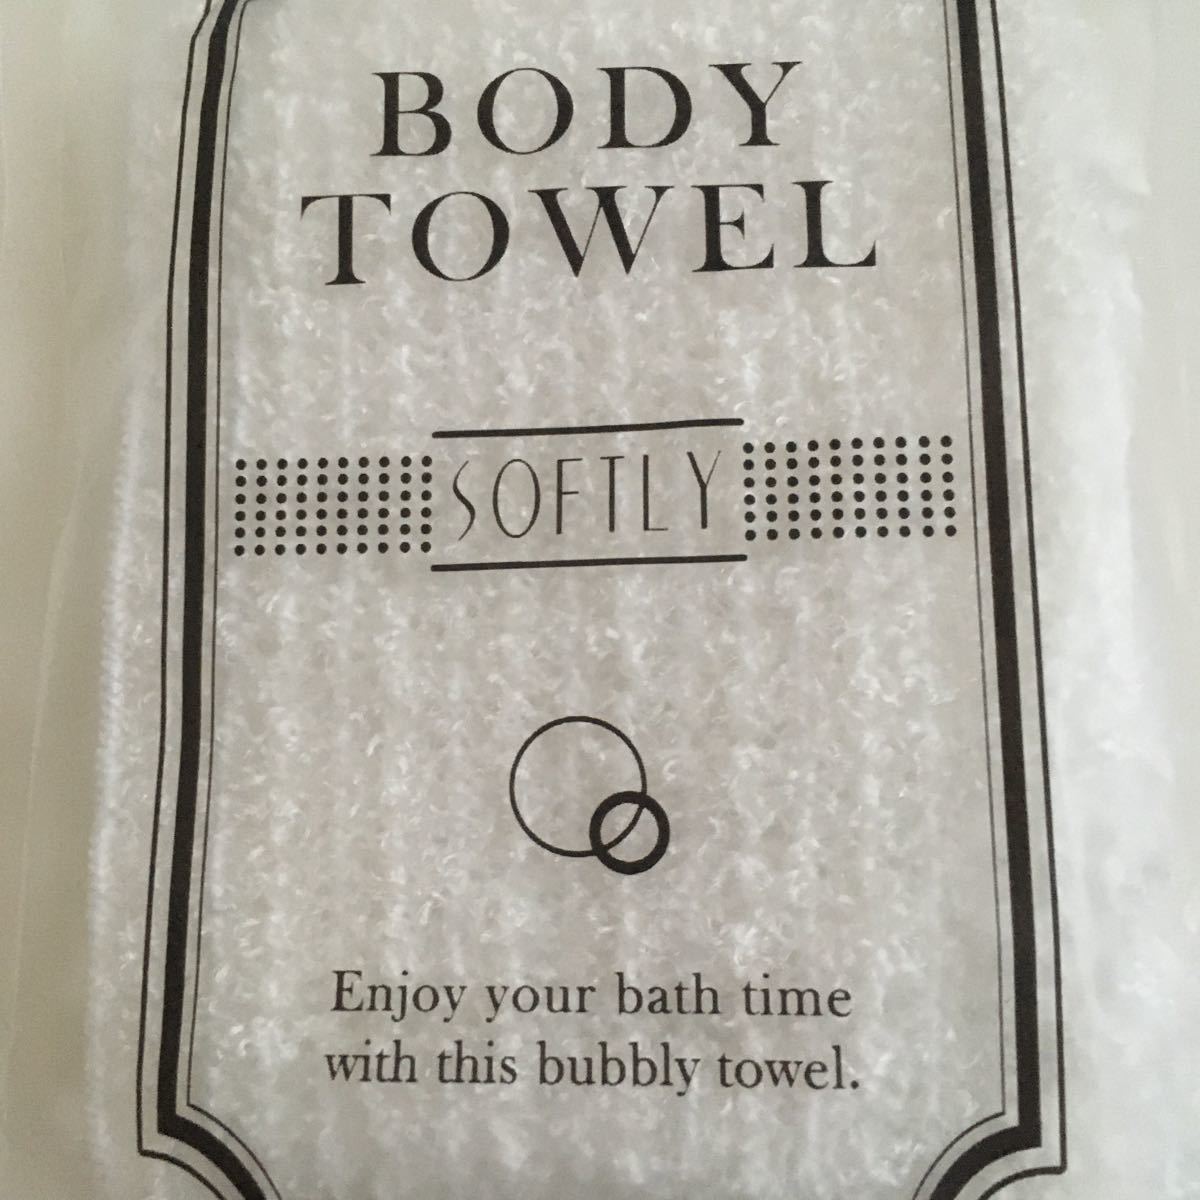 BODY
TOWEL
SOFTLY
Enjoy your bath time
with this bubbly towel.